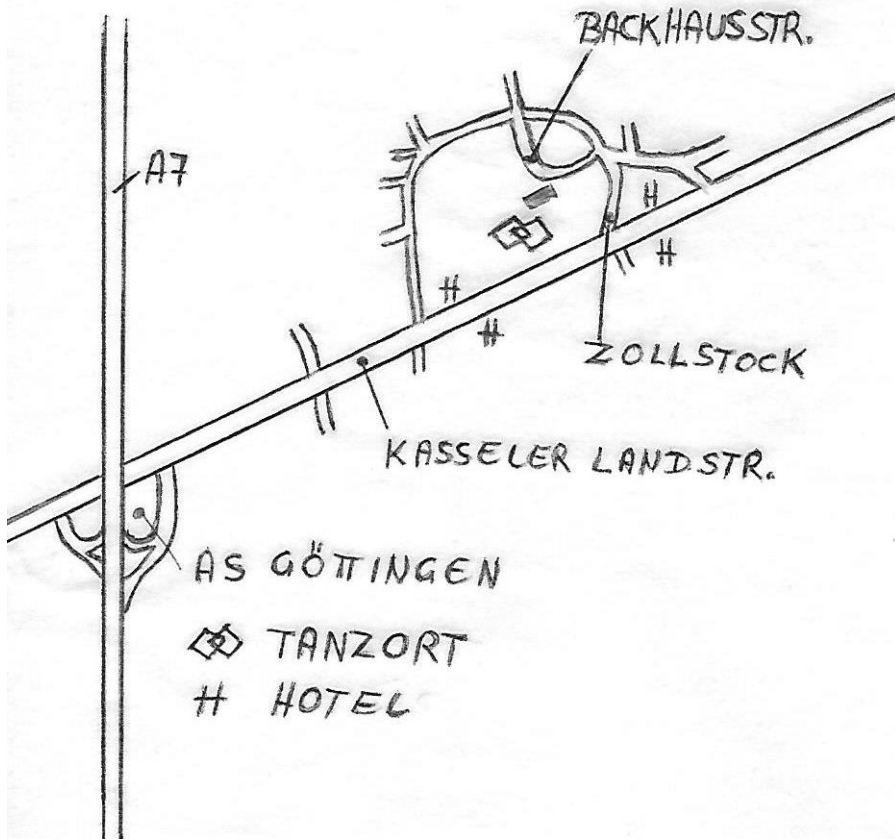 BACKHAUSSTR.
A7
H
H
H
H
ZOLLSTOCK
KASSELER LANDSTR.
AS GÖTTINGEN
TANZORT
H HOTEL